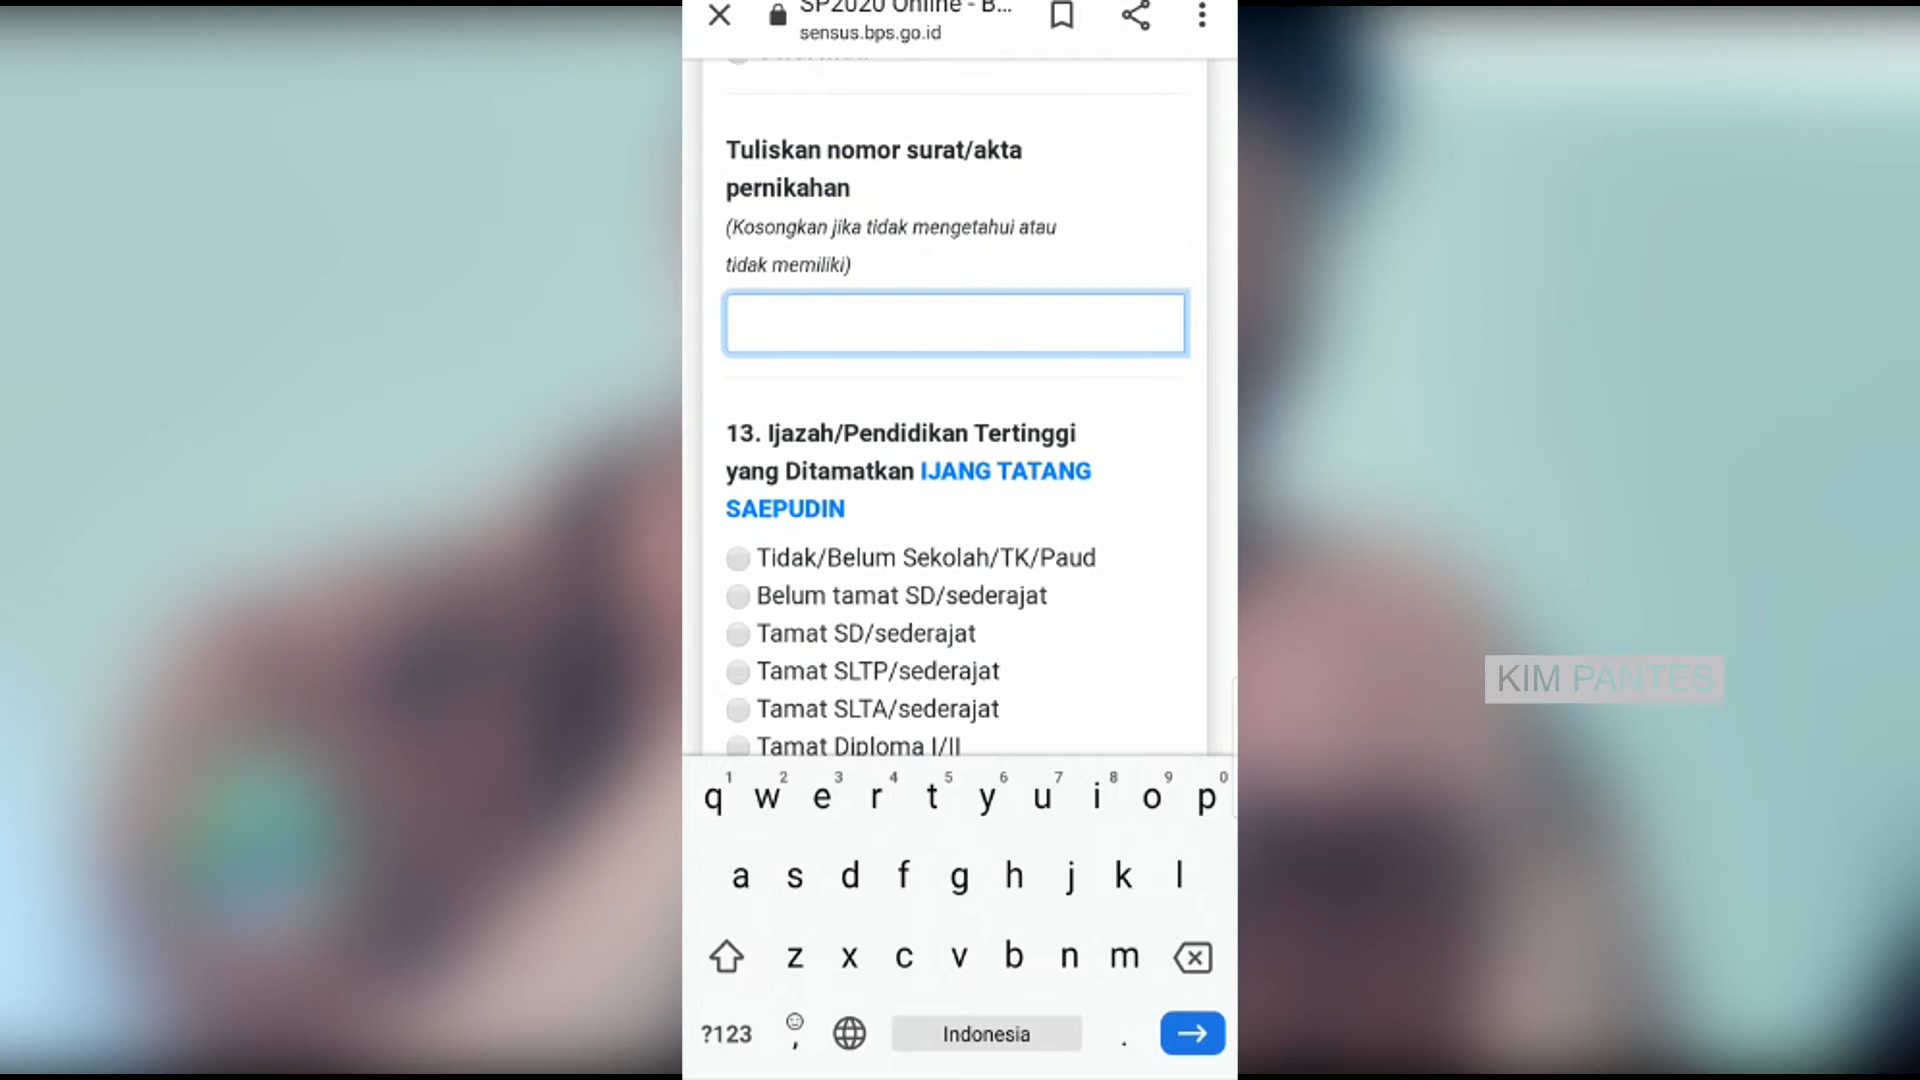 SP2020 Online - B...
sensus.bps.go.id
Tuliskan nomor surat/akta
pernikahan
(Kosongkan jika tidak mengetahui atau
tidak memiliki)
13. Ijazah/Pendidikan Tertinggi
yang Ditamatkan IJANG TATANG
SAEPUDIN
Tidak/Belum Sekolah/TK/Paud
Belum tamat SD/sederajat
Tamat SD/sederajat
Tamat SLTP/sederajat
Tamat SLTA/sederajat
Tamat Diploma I/II
KIM PANTES
1 2 3 4 5 6 7 8 9 0
q w e r t y u i o p
a s d f g h j k l
z x c v b n m
?123 , Indonesia .